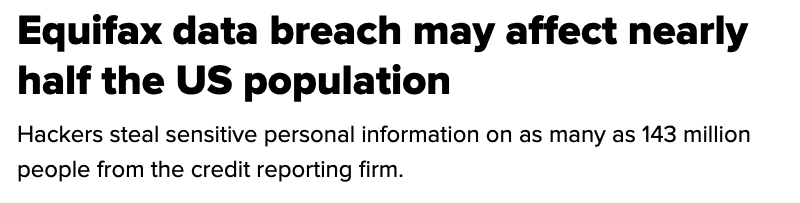 Equifax data breach may affect nearly
half the US population
Hackers steal sensitive personal information on as many as 143 million
people from the credit reporting firm.